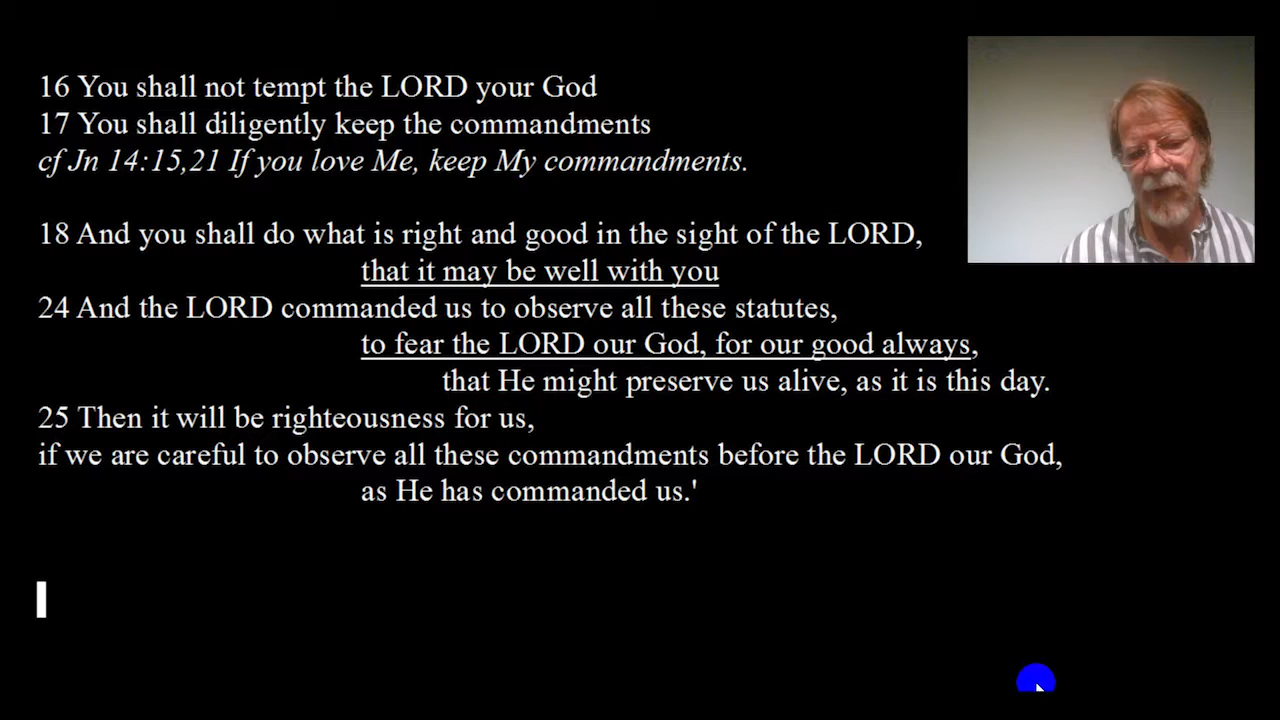 16 You shall not tempt the LORD your God
17 You shall diligently keep the commandments
cf Jn 14:15,21 If you love Me, keep My commandments.
18 And you shall do what is right and good in the sight of the LORD,
that it may be well with you
24 And the LORD commanded us to observe all these statutes,
to fear the LORD our God, for our good always,
that He might preserve us alive, as it is this day.
25 Then it will be righteousness for us,
if we are careful to observe all these commandments before the LORD our God,
as He has commanded us.'